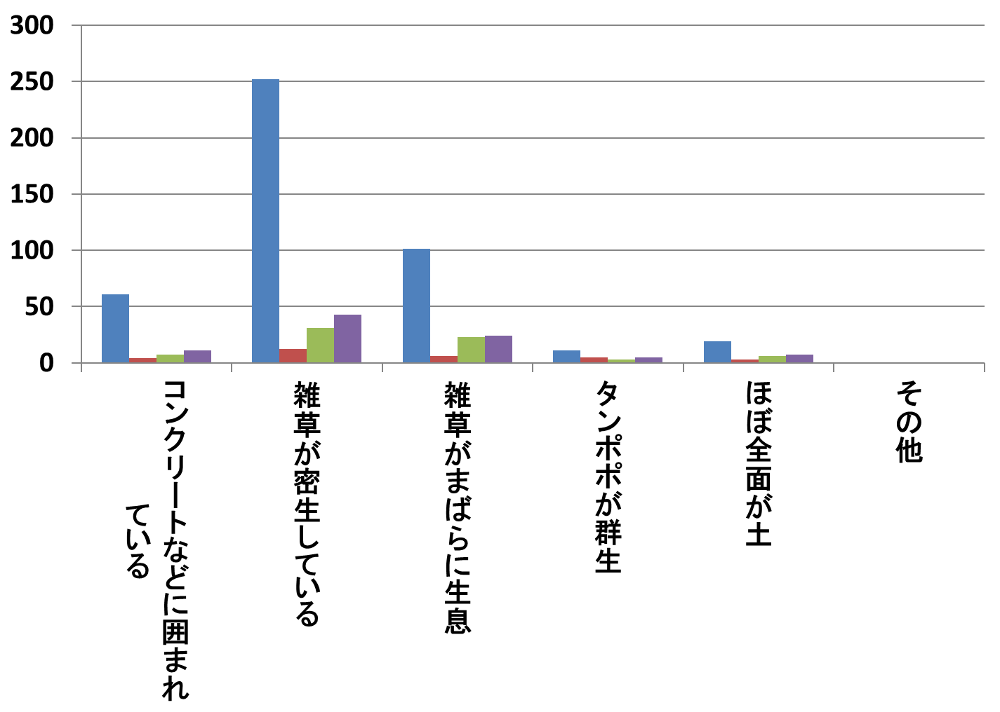 300
250
200
150
100
50
0
コンクリートなどに囲まれ
ている
雑草が密生している
雑草がまばらに生息
タンポポが群生
ほぼ全面が土
その他